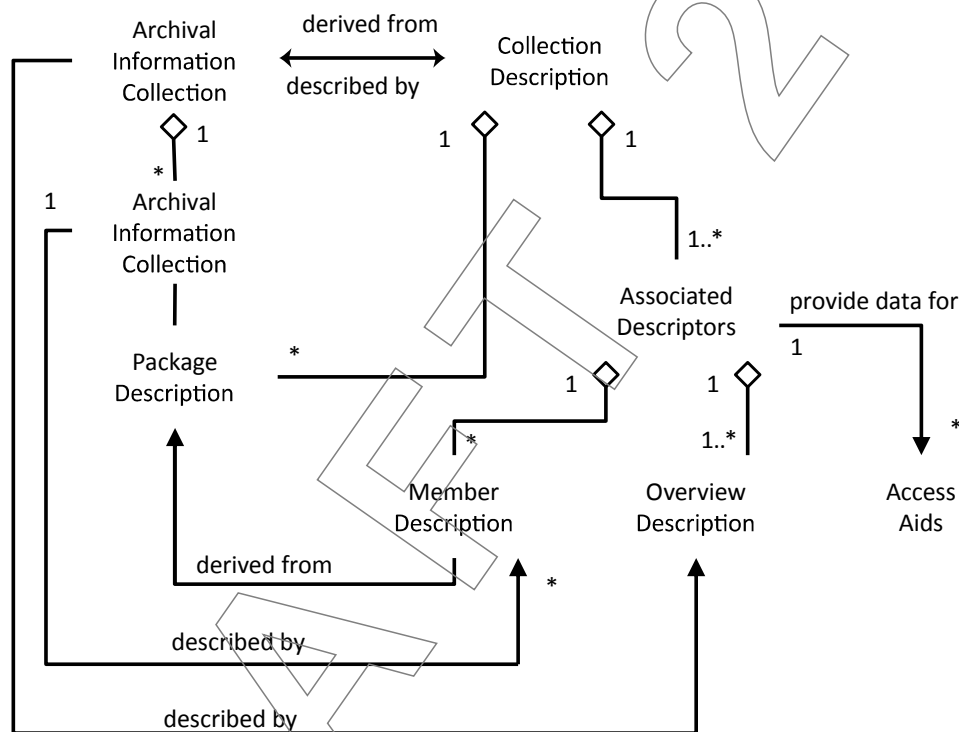 Archival
Information
Collection
derived from
described by
Collection
Description
1
1
1
*
1
Archival
Information
Collection
1..*
Associated
Descriptors
provide data for
1
*
Package
Description
1
1
*
1..*
*
Member
Description
Overview
Description
Access
Aids
derived from
*
described by
described by